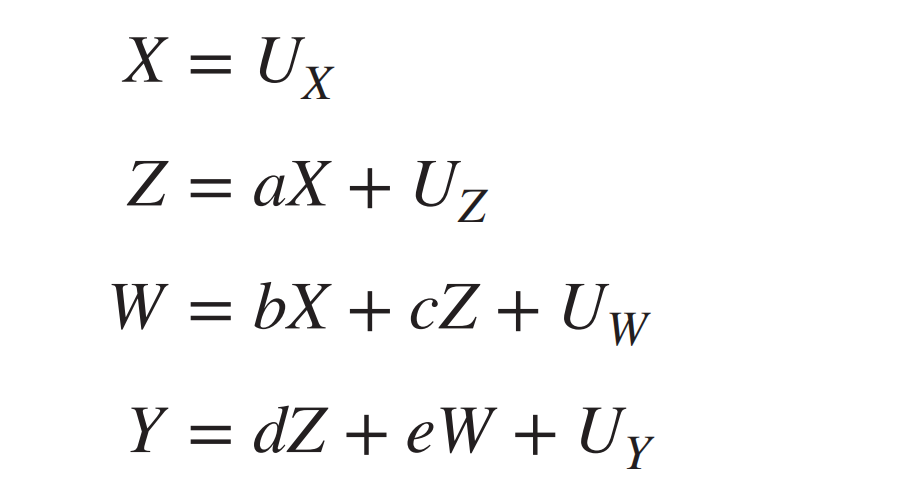 X = U_X
Z = aX + U_Z
W = bX + cZ + U_W
Y = dZ + eW + U_Y